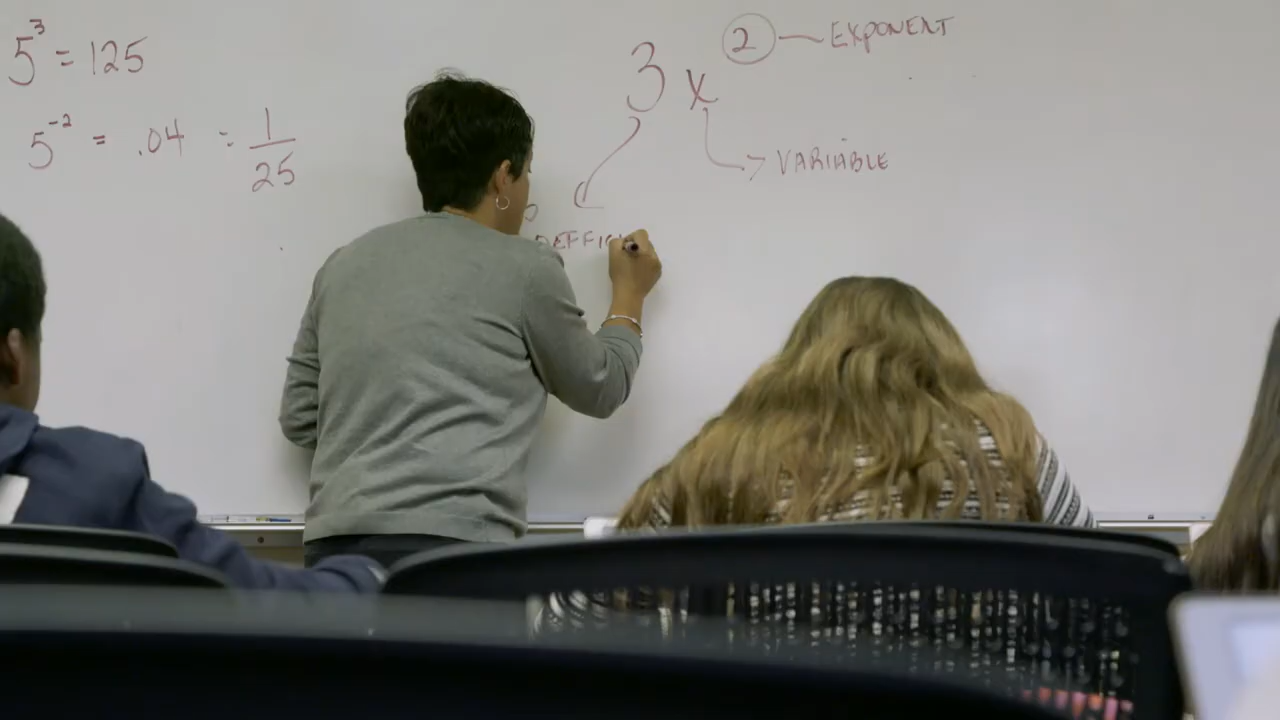 5³ = 125
5⁻² = .04 = 1/25
3x² — EXPONENT
VARIABLE